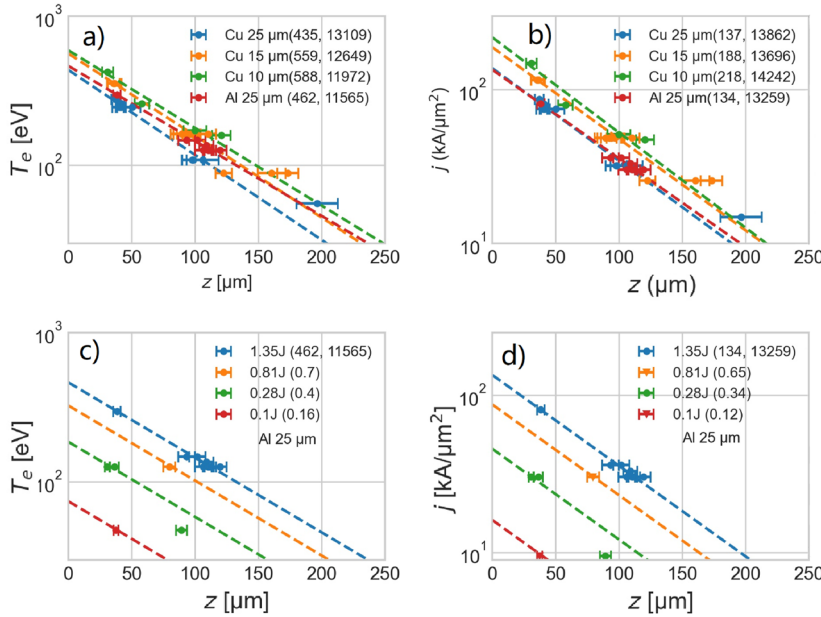 a)
Cu 25 µm(435, 13109)
Cu 15 µm(559, 12649)
Cu 10 µm(588, 11972)
Al 25 µm (462, 11565)
10³
10²
Tₑ [eV]
0 50 100 150 200 250
z [µm]
b)
Cu 25 µm(137, 13862)
Cu 15 µm(188, 13696)
Cu 10 µm(218, 14242)
Al 25 µm(134, 13259)
10²
10¹
j (kA/µm²)
0 50 100 150 200 250
z (µm)
c)
1.35J (462, 11565)
0.81J (0.7)
0.28J (0.4)
0.1J (0.16)
Al 25 µm
10³
10²
Tₑ [eV]
0 50 100 150 200 250
z [µm]
d)
1.35J (134, 13259)
0.81J (0.65)
0.28J (0.34)
0.1J (0.12)
Al 25 µm
10²
10¹
j [kA/µm²]
0 50 100 150 200 250
z [µm]